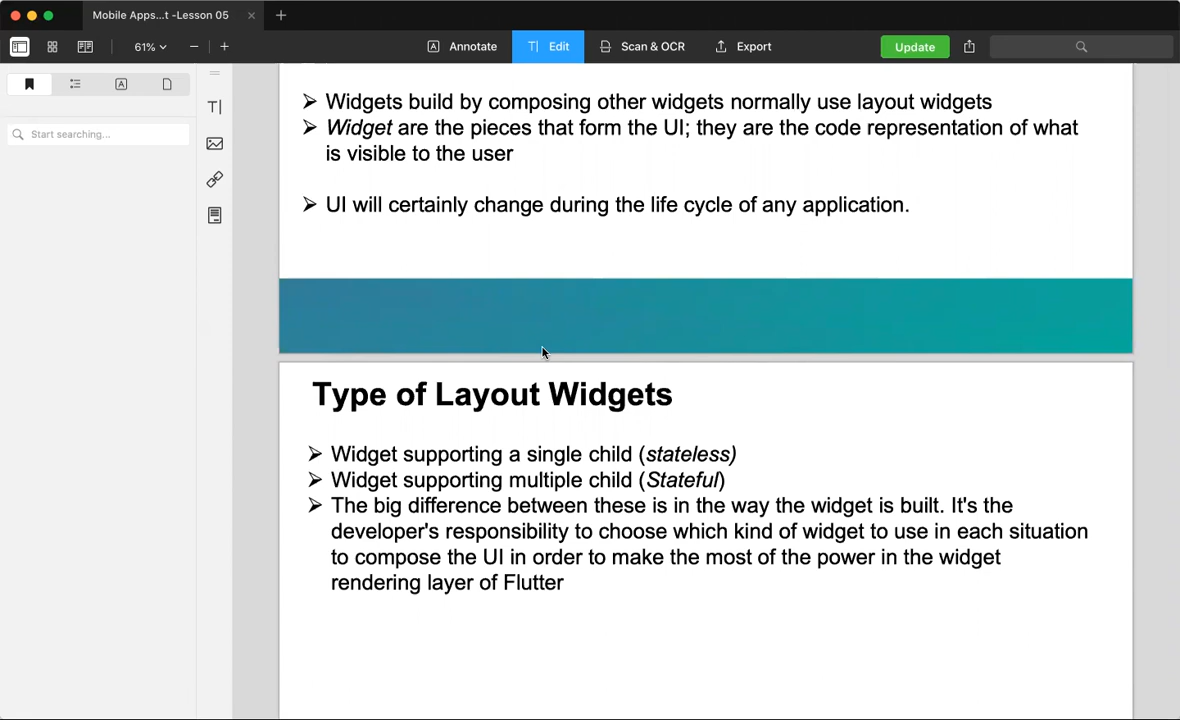 Mobile Apps...t -Lesson 05
61%
Annotate
Edit
Scan & OCR
Export
Update
Start searching...
➢ Widgets build by composing other widgets normally use layout widgets
➢ Widget are the pieces that form the UI; they are the code representation of what
is visible to the user
➢ UI will certainly change during the life cycle of any application.
Type of Layout Widgets
➢ Widget supporting a single child (stateless)
➢ Widget supporting multiple child (Stateful)
➢ The big difference between these is in the way the widget is built. It's the
developer's responsibility to choose which kind of widget to use in each situation
to compose the UI in order to make the most of the power in the widget
rendering layer of Flutter